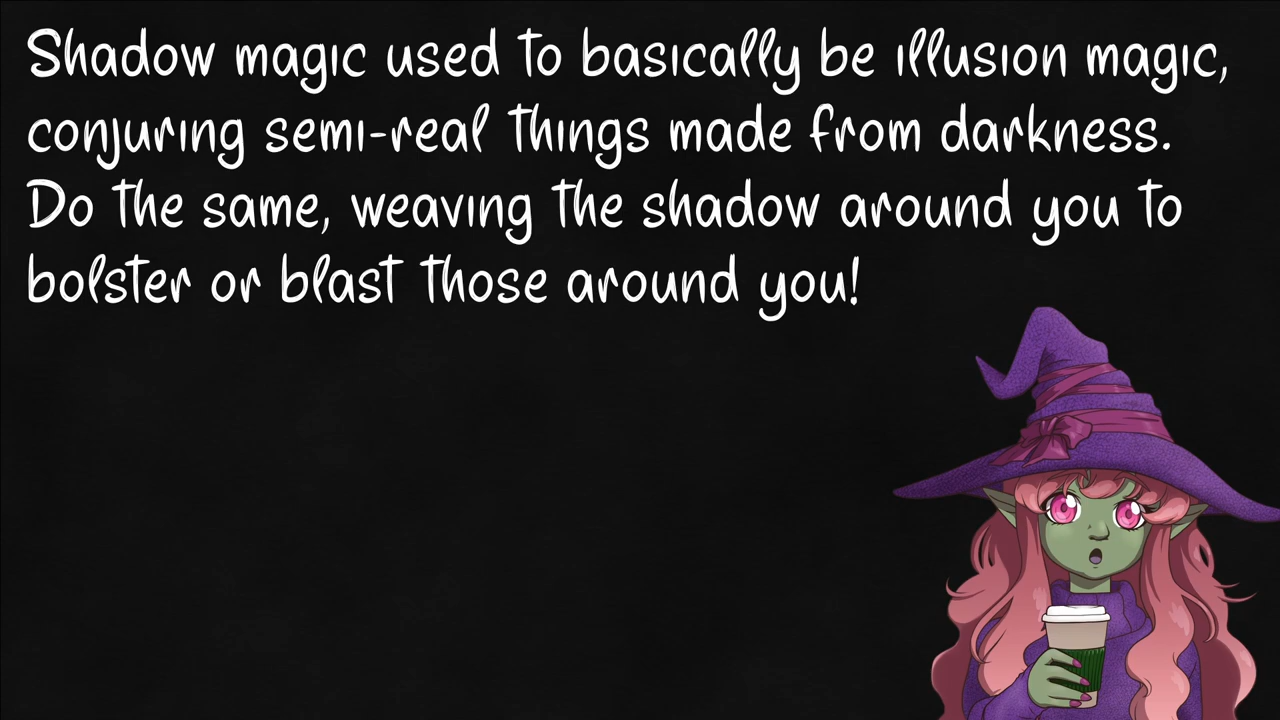 Shadow magic used to basically be illusion magic,
conjuring semi-real things made from darkness.
Do the same, weaving the shadow around you to
bolster or blast those around you!